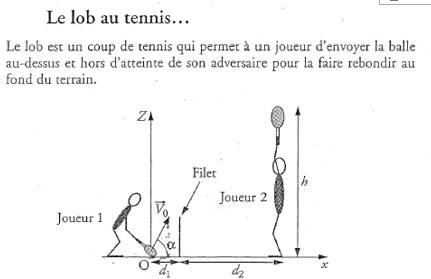 Le lob au tennis...
Le lob est un coup de tennis qui permet à un joueur d'envoyer la balle
au-dessus et hors d'atteinte de son adversaire pour la faire rebondir au
fond du terrain.
Z
Filet
V₀
Joueur 2
h
Joueur 1
α
O
d₁
d₂
x